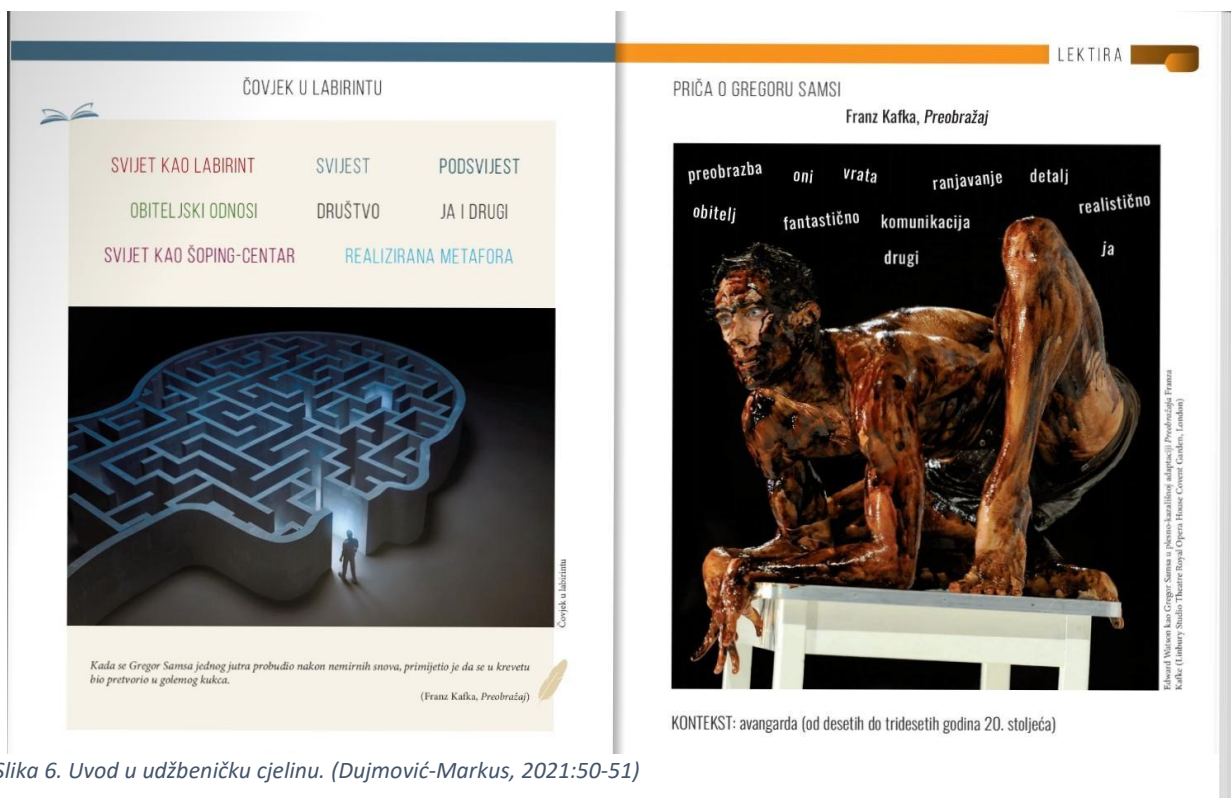 ČOVJEK U LABIRINTU
SVIJET KAO LABIRINT SVIJEST PODSVIJEST
OBITELJSKI ODNOSI DRUŠTVO JA I DRUGI
SVIJET KAO ŠOPING-CENTAR REALIZIRANA METAFORA
Čovjek u labirintu
Kada se Gregor Samsa jednog jutra probudio nakon nemirnih snova, primijetio je da se u krevetu
bio pretvorio u golemog kukca.
(Franz Kafka, Preobražaj)
LEKTIRA
PRIČA O GREGORU SAMSI
Franz Kafka, Preobražaj
preobrazba oni vrata ranjavanje detalj
obitelj fantastično komunikacija realistično
drugi ja
Edward Watson kao Gregor Samsa u plesno-kazališnoj adaptaciji Preobražaja Franza
Kafke (Linbury Studio Theatre Royal Opera House Covent Garden, London)
KONTEKST: avangarda (od desetih do tridesetih godina 20. stoljeća)
Slika 6. Uvod u udžbeničku cjelinu. (Dujmović-Markus, 2021:50-51)